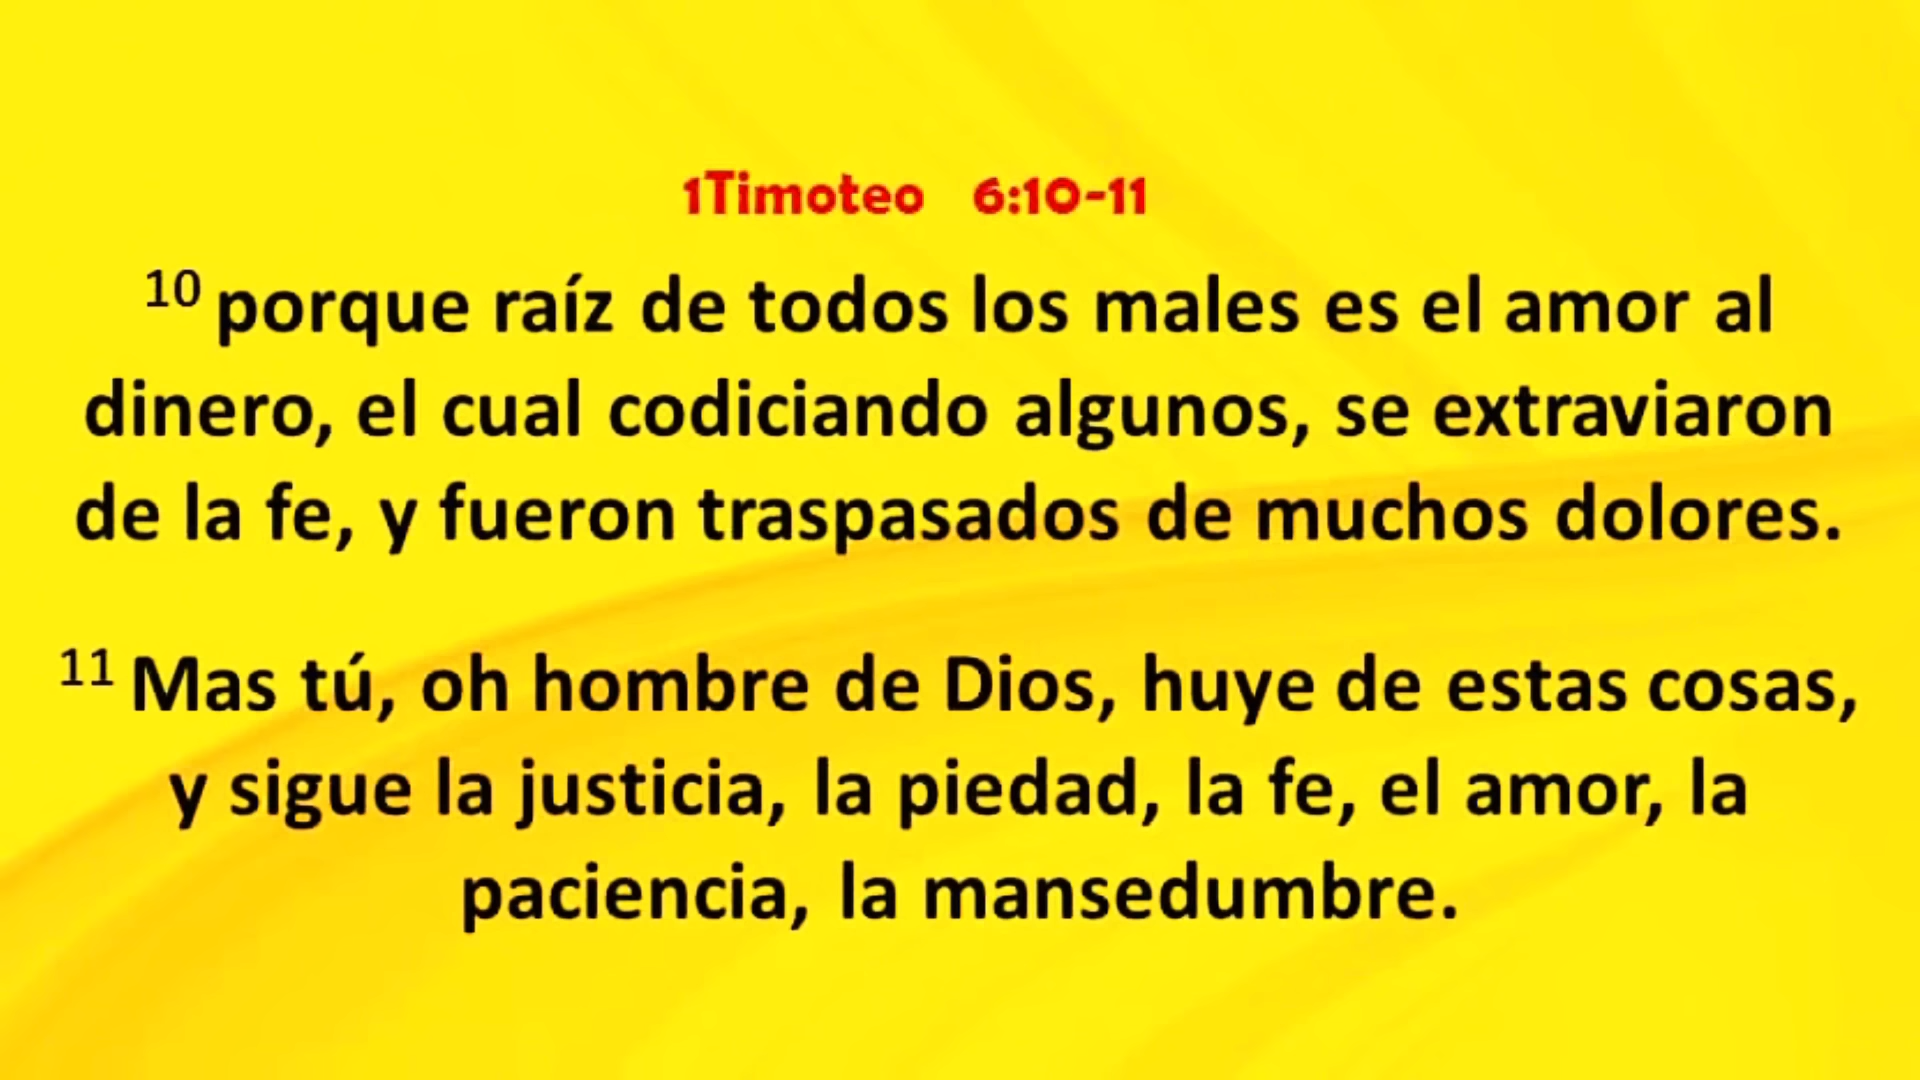 1Timoteo 6:10-11
10 porque raíz de todos los males es el amor al
dinero, el cual codiciando algunos, se extraviaron
de la fe, y fueron traspasados de muchos dolores.
11 Mas tú, oh hombre de Dios, huye de estas cosas,
y sigue la justicia, la piedad, la fe, el amor, la
paciencia, la mansedumbre.